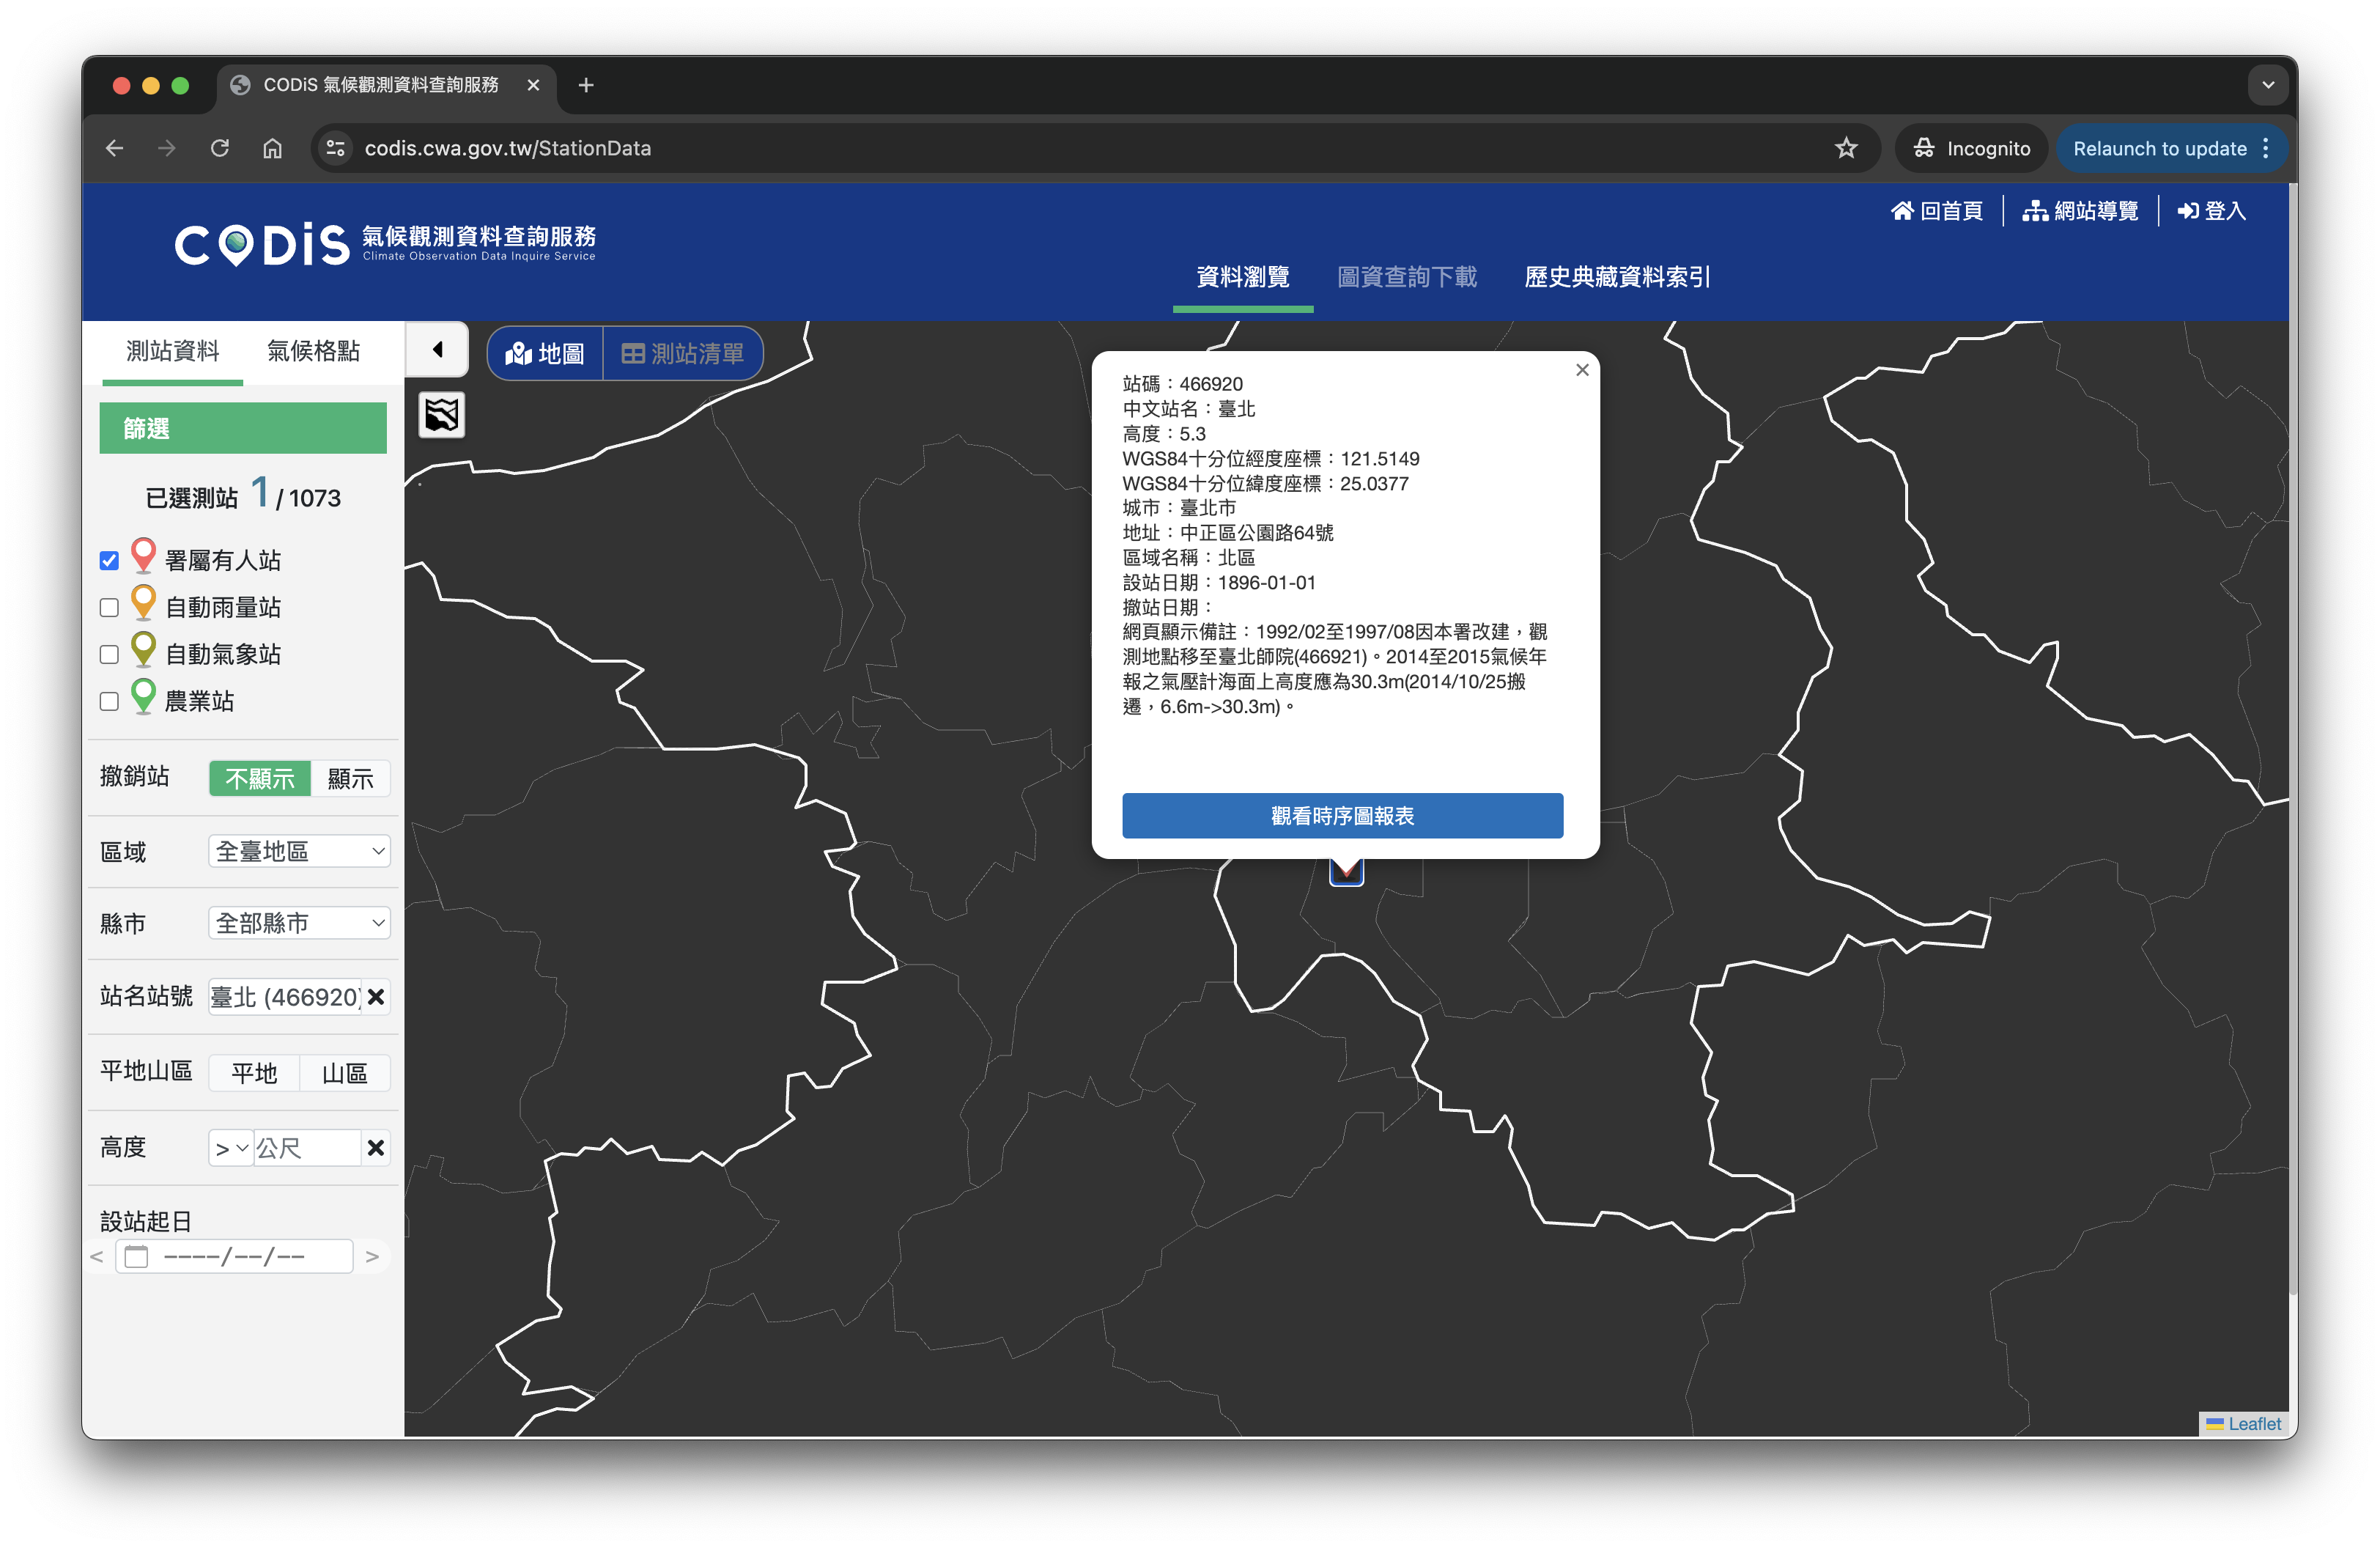 CODiS 氣候觀測資料查詢服務
codis.cwa.gov.tw/StationData
Incognito
Relaunch to update
CODiS 氣候觀測資料查詢服務
Climate Observation Data Inquire Service
回首頁
網站導覽
登入
資料瀏覽
圖資查詢下載
歷史典藏資料索引
測站資料
氣候格點
地圖
測站清單
篩選
已選測站 1 / 1073
署屬有人站
自動雨量站
自動氣象站
農業站
撤銷站 不顯示 顯示
區域 全臺地區
縣市 全部縣市
站名站號 臺北 (466920)
平地山區 平地 山區
高度 > 公尺
設站起日
< ----/--/-- >
站碼：466920
中文站名：臺北
高度：5.3
WGS84十分位經度座標：121.5149
WGS84十分位緯度座標：25.0377
城市：臺北市
地址：中正區公園路64號
區域名稱：北區
設站日期：1896-01-01
撤站日期：
網頁顯示備註：1992/02至1997/08因本署改建，觀
測地點移至臺北師院(466921)。2014至2015氣候年
報之氣壓計海面上高度應為30.3m(2014/10/25搬
遷，6.6m->30.3m)。
觀看時序圖報表
Leaflet